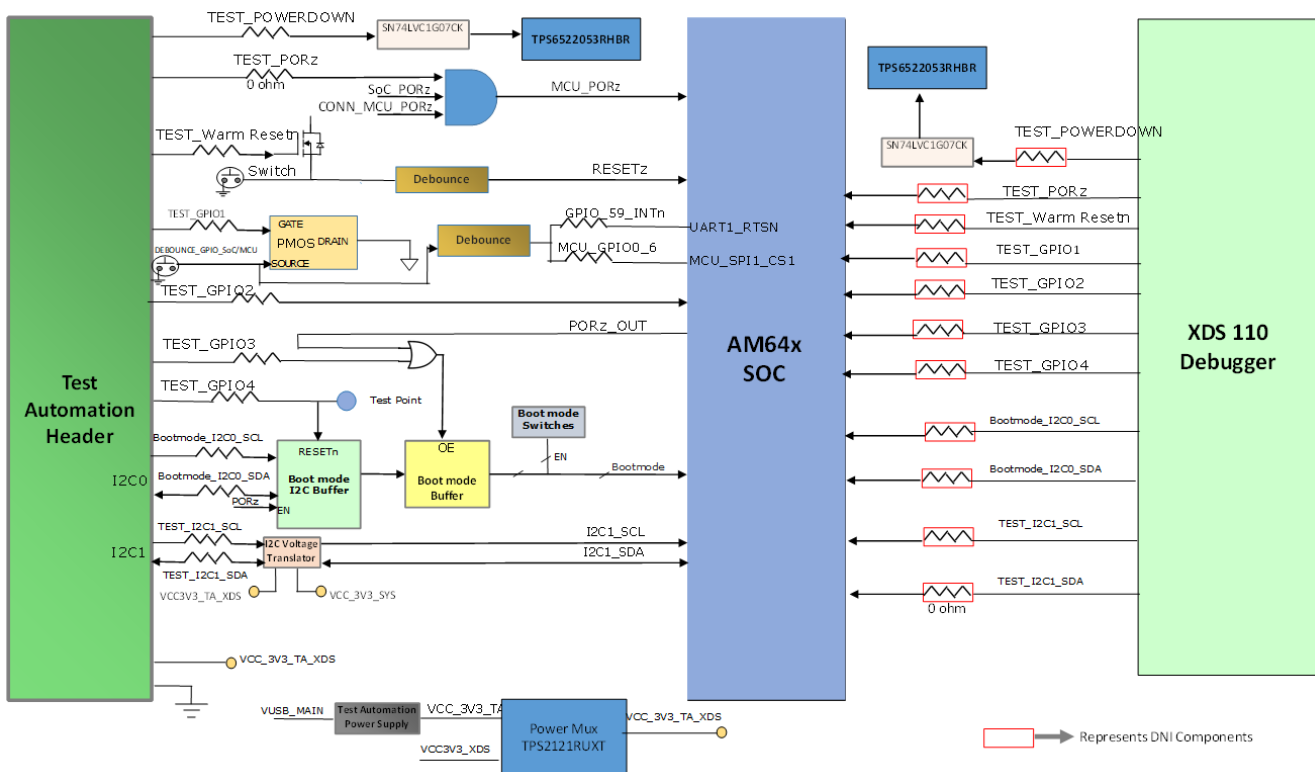 TEST_POWERDOWN
SN74LVC1G07CK
TPS6522053RHBR
TEST_PORz
0 ohm
SoC_PORz
CONN_MCU_PORz
MCU_PORz
TEST_Warm Resetn
Switch
Debounce
RESETz
TEST_GPIO1
GATE
PMOS
DRAIN
SOURCE
DEBOUNCE_GPIO_SoC/MCU
Debounce
GPIO_59_INTn
MCU_GPIO0_6
UART1_RTSN
MCU_SPI1_CS1
TEST_GPIO2
PORz_OUT
TEST_GPIO3
TEST_GPIO4
Test Point
Test
Automation
Header
Boot mode
Switches
EN
Bootmode_I2C0_SCL
RESETn
Boot mode
I2C Buffer
OE
Boot mode
Buffer
Bootmode
I2C0
Bootmode_I2C0_SDA
PORz
EN
I2C1
TEST_I2C1_SCL
I2C Voltage
Translator
TEST_I2C1_SDA
I2C1_SCL
I2C1_SDA
VCC3V3_TA_XDS
VCC_3V3_SYS
VCC_3V3_TA_XDS
VUSB_MAIN
Test Automation
Power Supply
VCC_3V3_TA
VCC3V3_XDS
Power Mux
TPS2121RUXT
VCC_3V3_TA_XDS
AM64x
SOC
TPS6522053RHBR
SN74LVC1G07CK
TEST_POWERDOWN
TEST_PORz
TEST_Warm Resetn
TEST_GPIO1
TEST_GPIO2
TEST_GPIO3
TEST_GPIO4
Bootmode_I2C0_SCL
Bootmode_I2C0_SDA
TEST_I2C1_SCL
TEST_I2C1_SDA
0 ohm
XDS 110
Debugger
Represents DNI Components